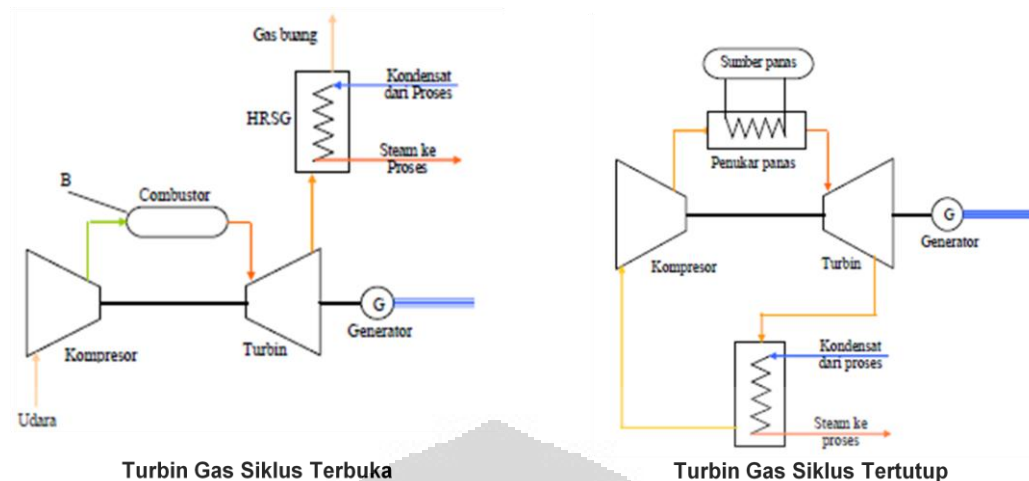 Gas buang
Kondensat
dari Proses
HRSG
Steam ke
Proses
B
Combustor
Kompresor
Turbin
G
Generator
Udara
Turbin Gas Siklus Terbuka
Sumber panas
Penukar panas
Kompresor
Turbin
G
Generator
Kondensat
dari proses
Steam ke
proses
Turbin Gas Siklus Tertutup